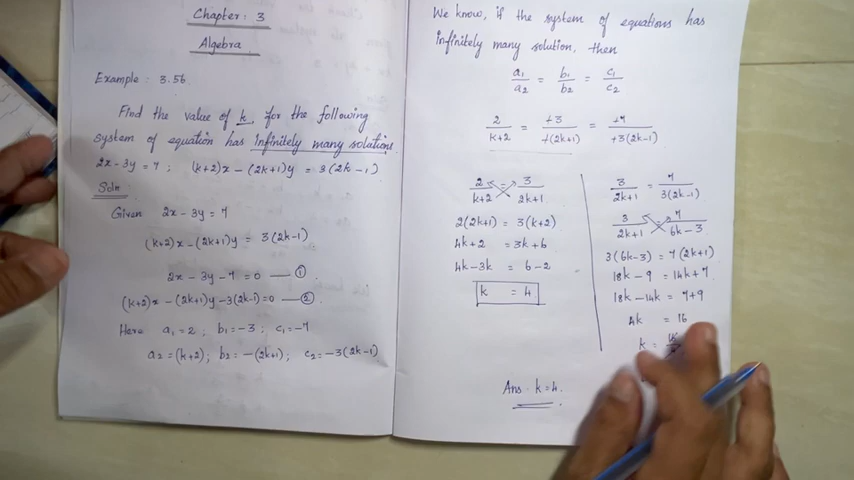 Chapter : 3
Algebra
Example : 3.56
Find the value of k, for the following
system of equation has infinitely many solutions
2x - 3y = 7 ; (k+2)x - (2k+1)y = 3(2k-1)
Soln:
Given 2x - 3y = 7
(k+2)x - (2k+1)y = 3(2k-1)
2x - 3y - 7 = 0 — ①
(k+2)x - (2k+1)y - 3(2k-1) = 0 — ②
Here a₁ = 2 ; b₁ = -3 ; c₁ = -7
a₂ = (k+2) ; b₂ = -(2k+1) ; c₂ = -3(2k-1)
We know, if the system of equations has
infinitely many solution, then
a₁/a₂ = b₁/b₂ = c₁/c₂
2/(k+2) = +3/+(2k+1) = +7/+3(2k-1)
2/(k+2) = 3/(2k+1)
2(2k+1) = 3(k+2)
4k+2 = 3k+6
4k-3k = 6-2
k = 4
3/(2k+1) = 7/3(2k-1)
3/(2k+1) = 7/(6k-3)
3(6k-3) = 7(2k+1)
18k - 9 = 14k + 7
18k - 14k = 7+9
4k = 16
k =
Ans: k = 4.